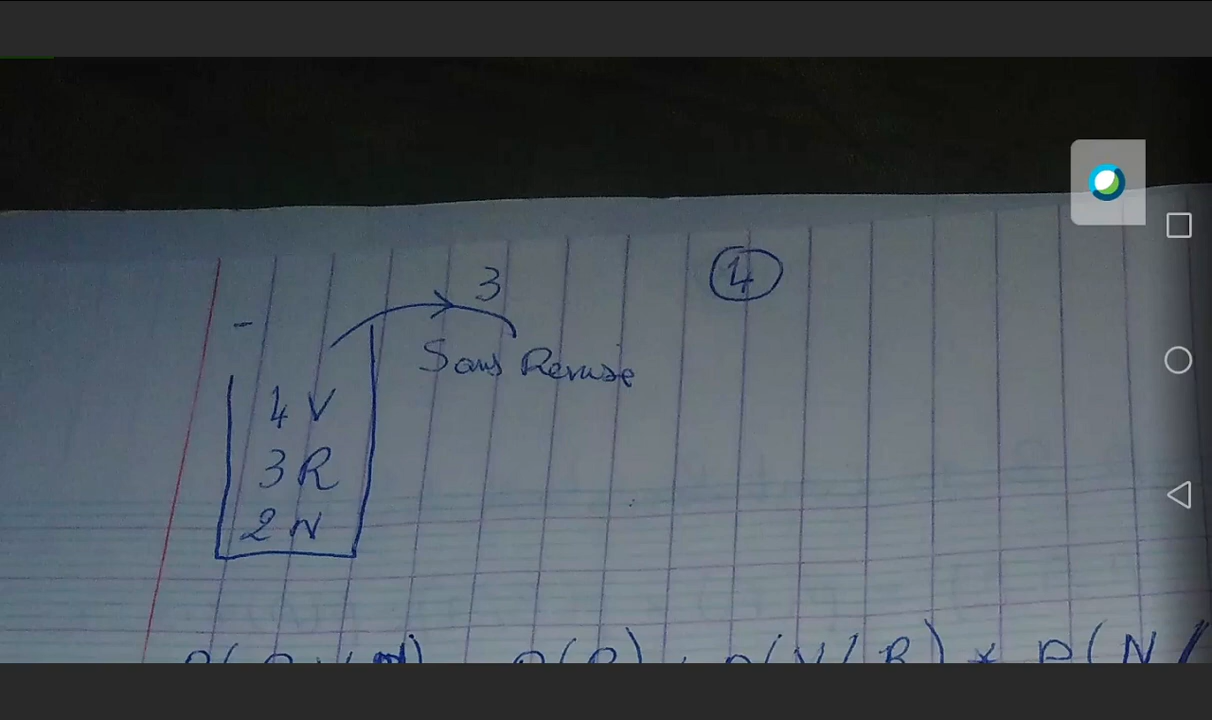 3
④
-
Sans Remise
4 V
3 R
2 N
P(R) . P(V/R) * P(N/